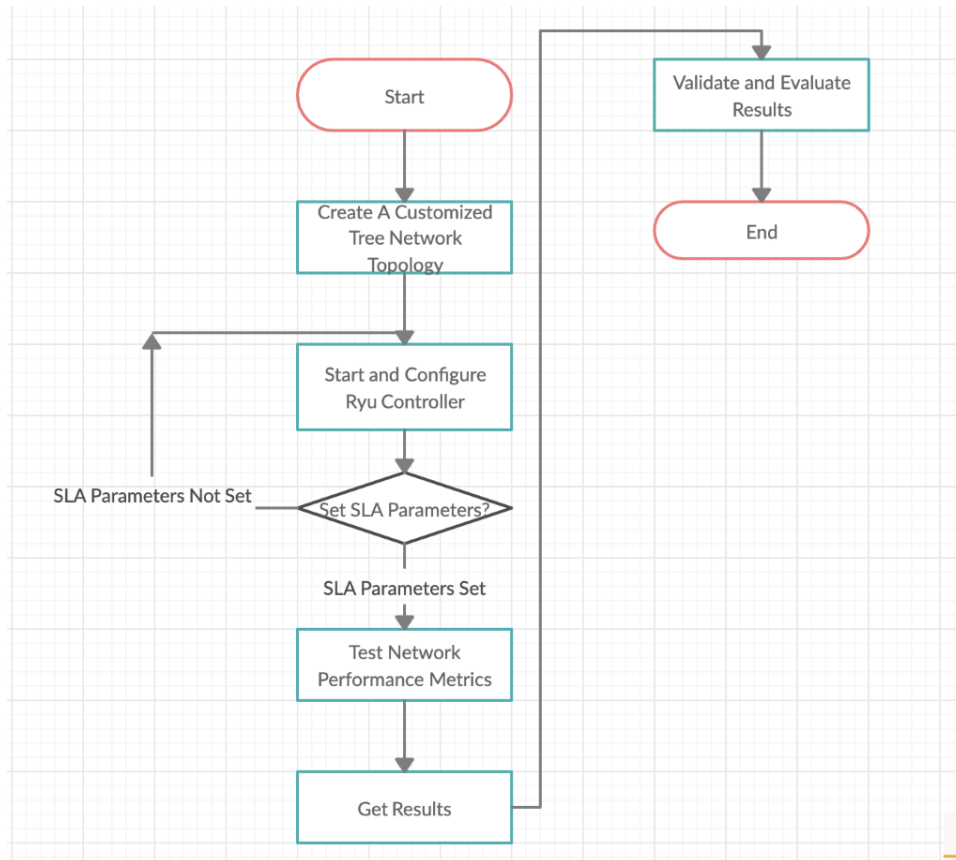 Start
Create A Customized
Tree Network
Topology
Start and Configure
Ryu Controller
Set SLA Parameters?
SLA Parameters Not Set
SLA Parameters Set
Test Network
Performance Metrics
Get Results
Validate and Evaluate
Results
End